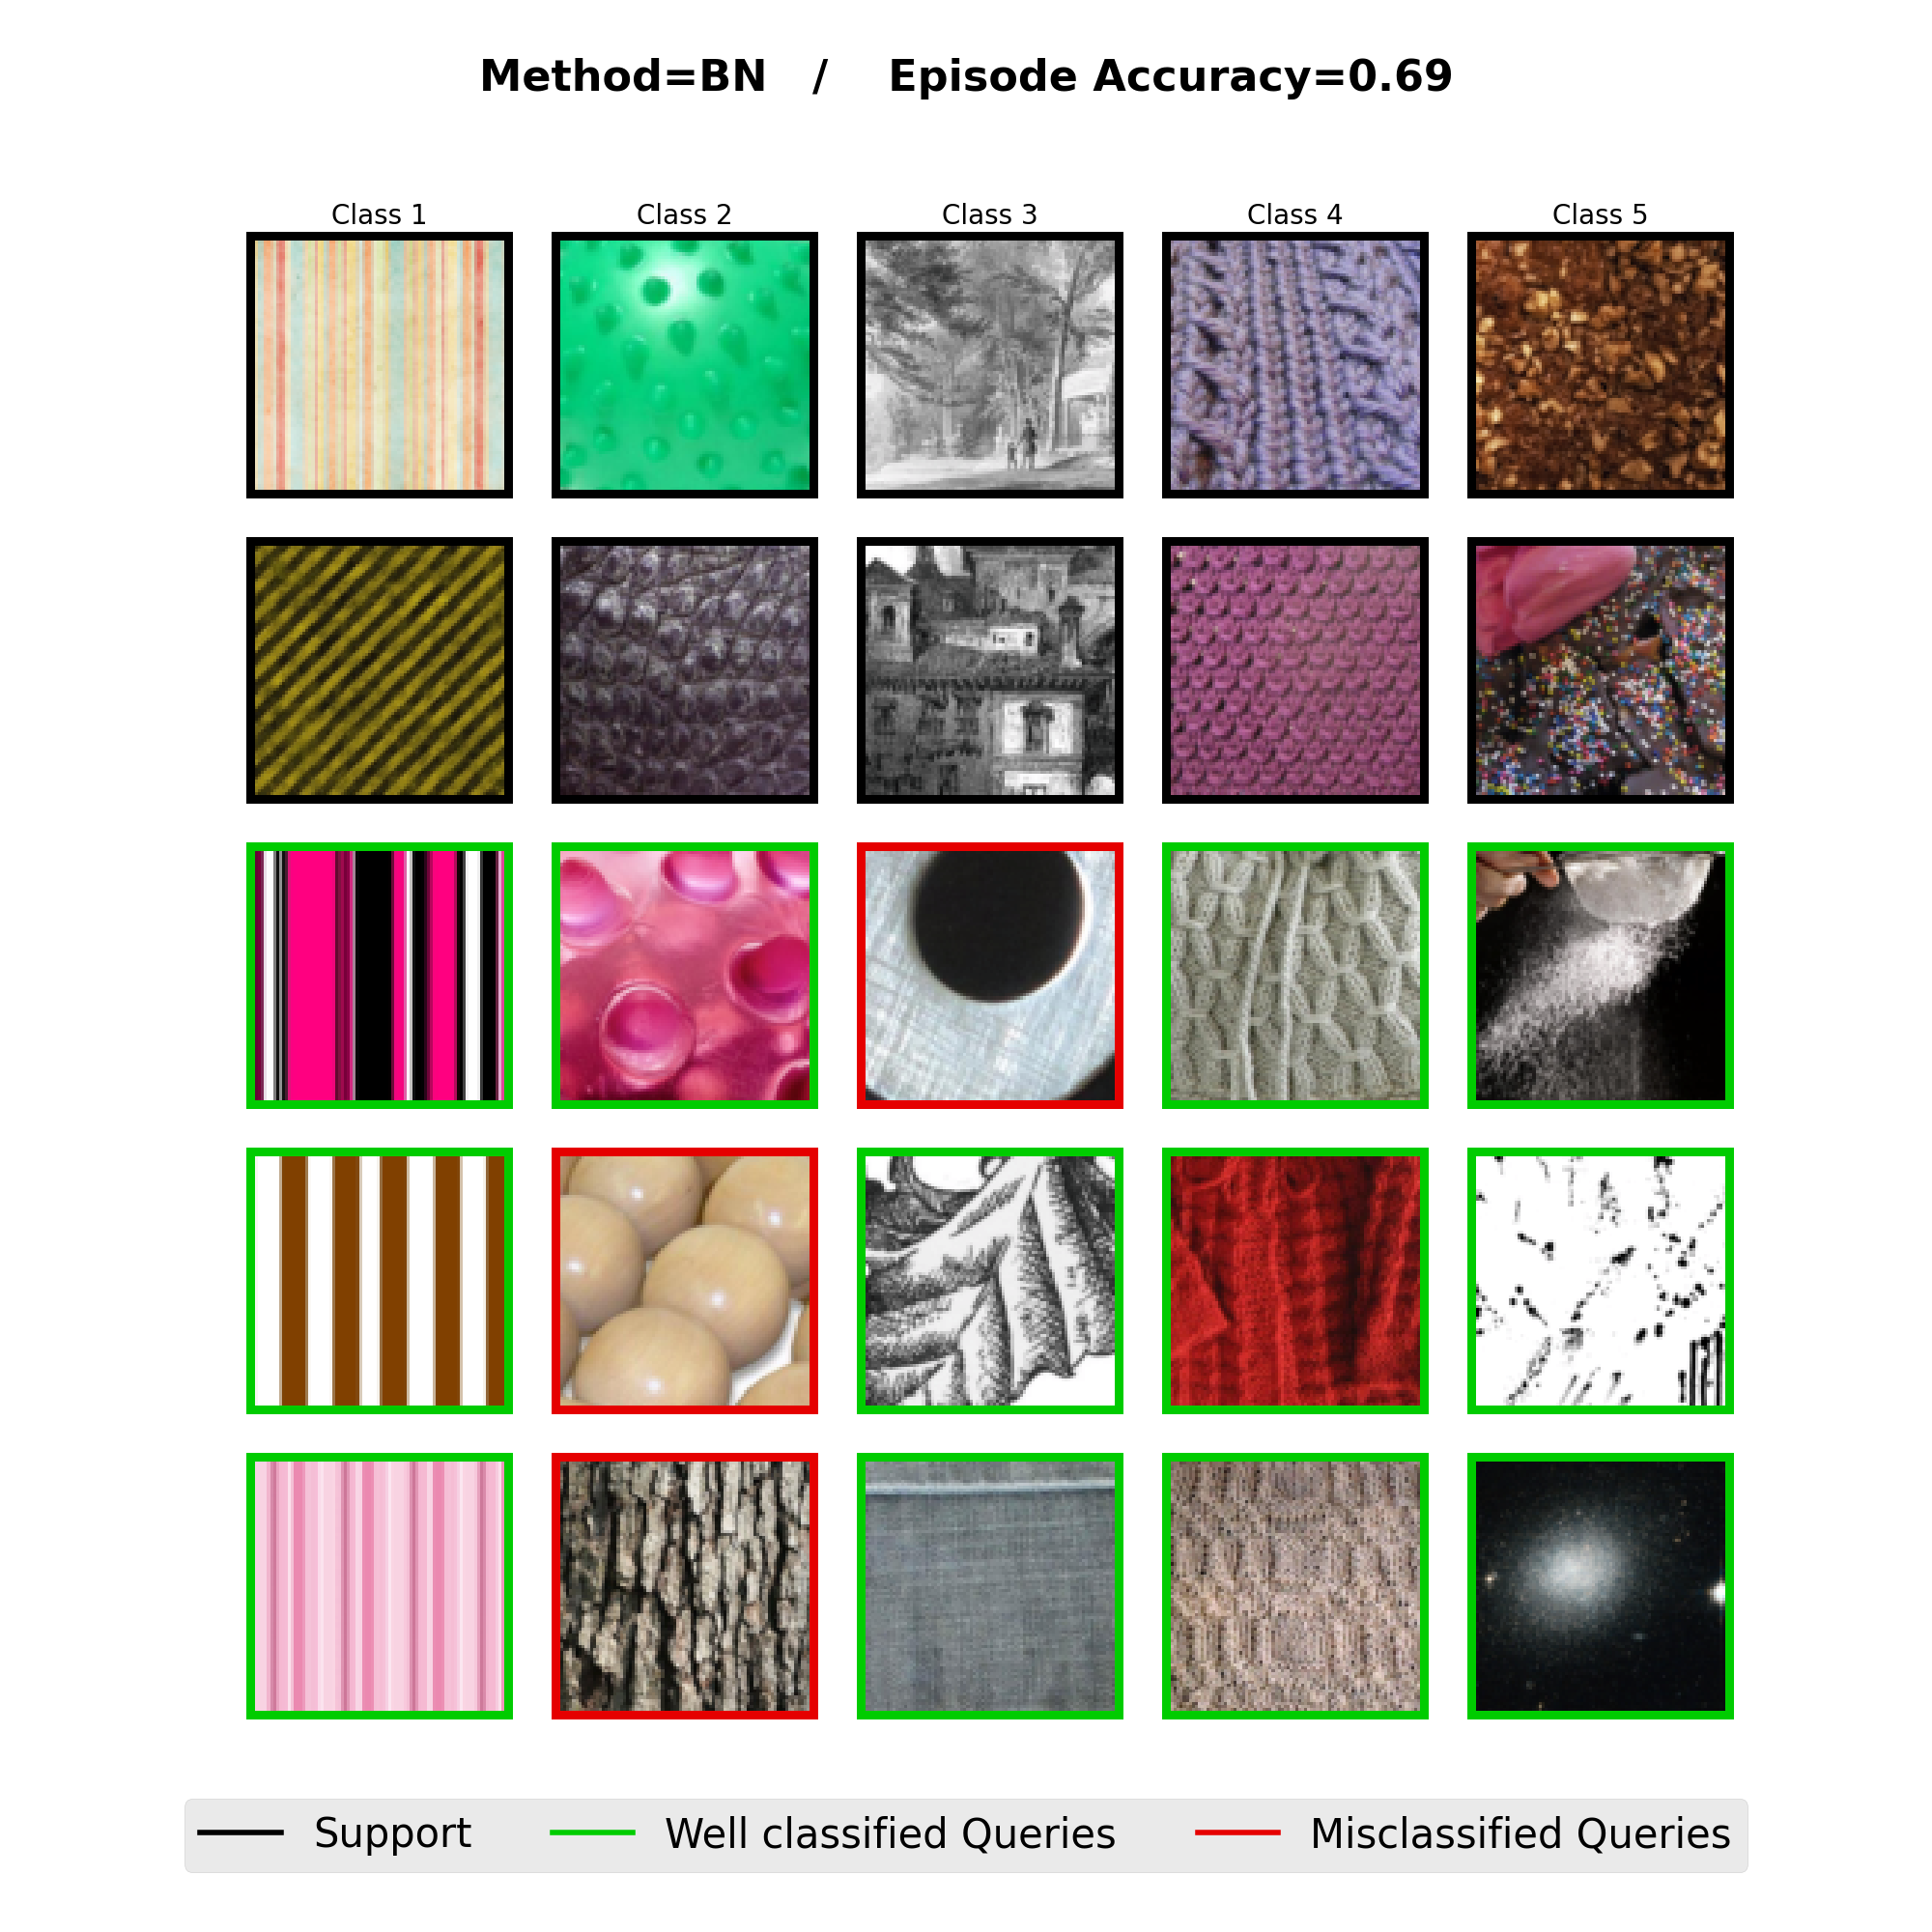 Method=BN / Episode Accuracy=0.69
Class 1 Class 2 Class 3 Class 4 Class 5
Support Well classified Queries Misclassified Queries